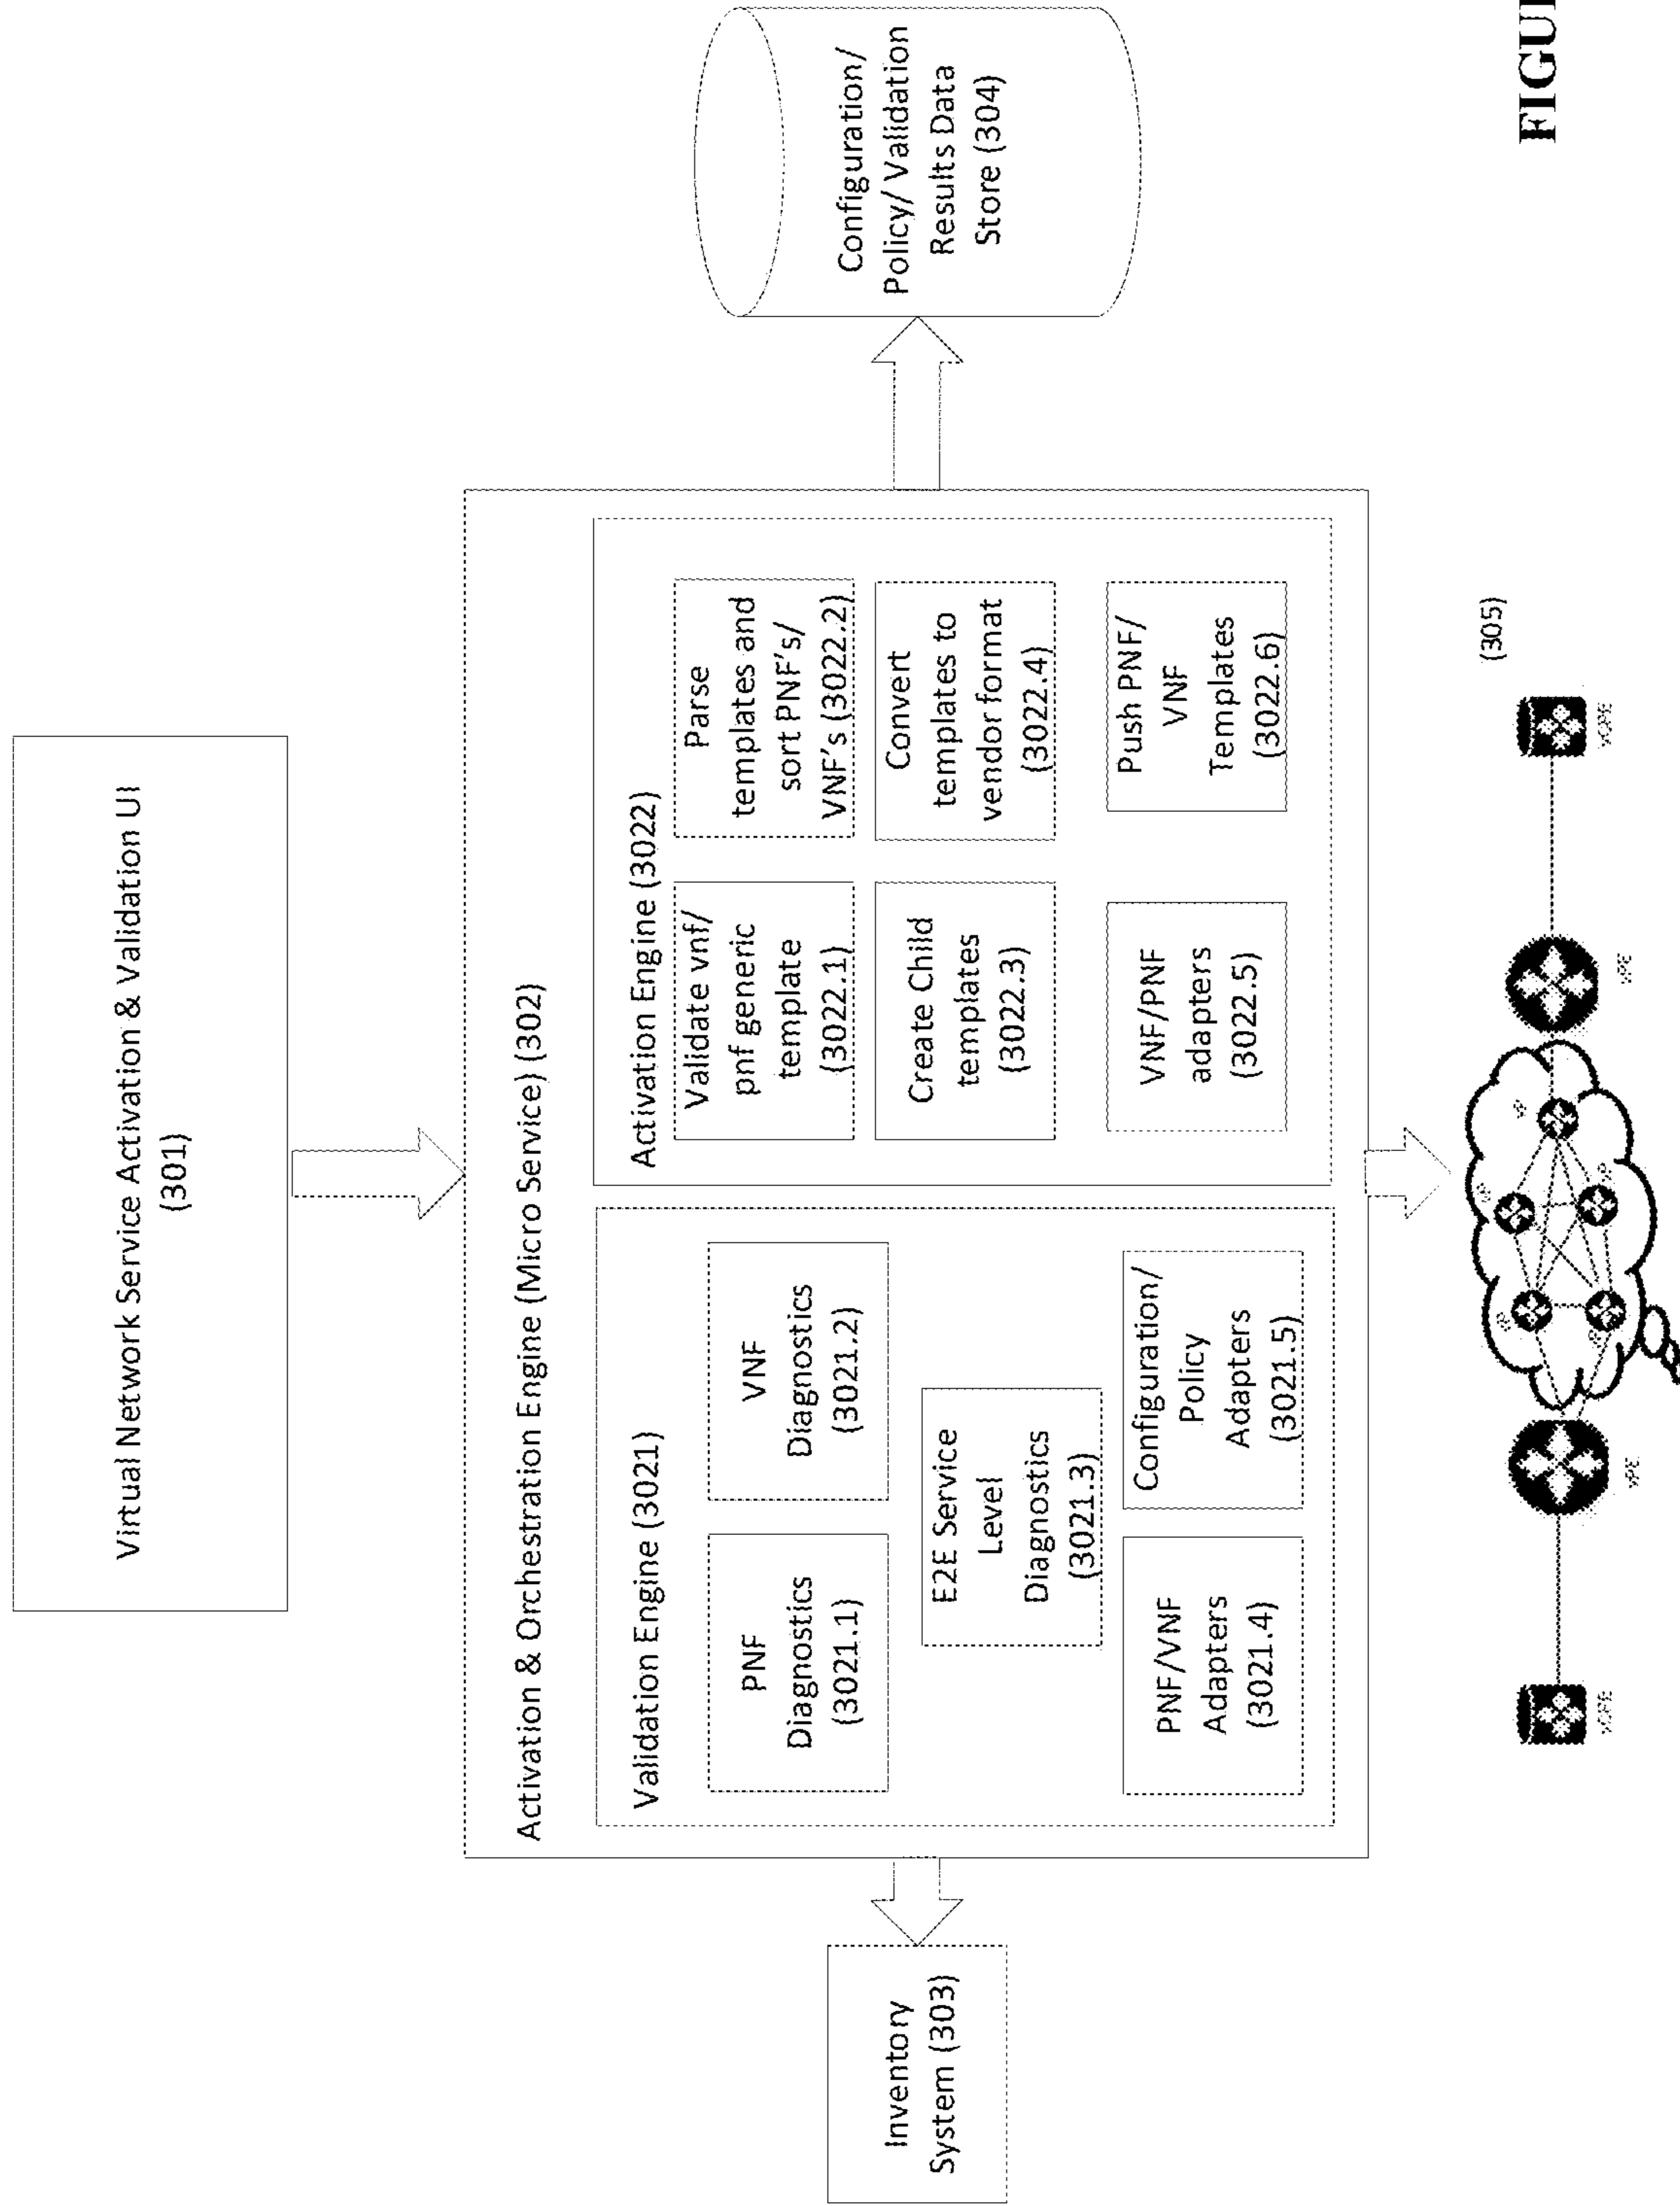 Virtual Network Service Activation & Validation UI
(301)
Activation & Orchestration Engine (Micro Service) (302)
Validation Engine (3021)
PNF
Diagnostics
(3021.1)
VNF
Diagnostics
(3021.2)
E2E Service
Level
Diagnostics
(3021.3)
PNF/VNF
Adapters
(3021.4)
Configuration/
Policy
Adapters
(3021.5)
Activation Engine (3022)
Validate vnf/
pnf generic
template
(3022.1)
Parse
templates and
sort PNF's/
VNF's (3022.2)
Create Child
templates
(3022.3)
Convert
templates to
vendor format
(3022.4)
VNF/PNF
adapters
(3022.5)
Push PNF/
VNF
Templates
(3022.6)
Inventory
System (303)
Configuration/
Policy/ Validation
Results Data
Store (304)
(305)
vPE
vPE